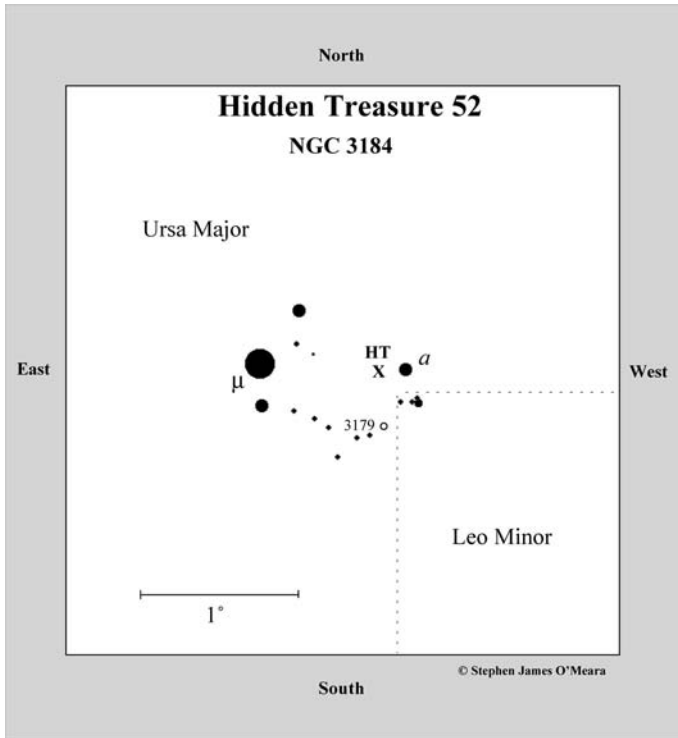 North
Hidden Treasure 52
NGC 3184
Ursa Major
HT
a
X
East
West
μ
3179
Leo Minor
1°
© Stephen James O'Meara
South